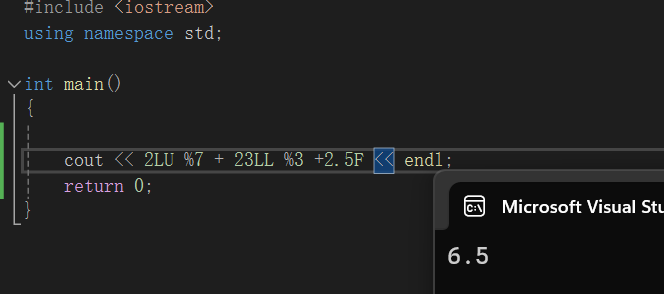 #include <iostream>
using namespace std;
int main()
{
cout << 2LU %7 + 23LL %3 +2.5F << endl;
return 0;
}
C:\
Microsoft Visual Stu
6.5